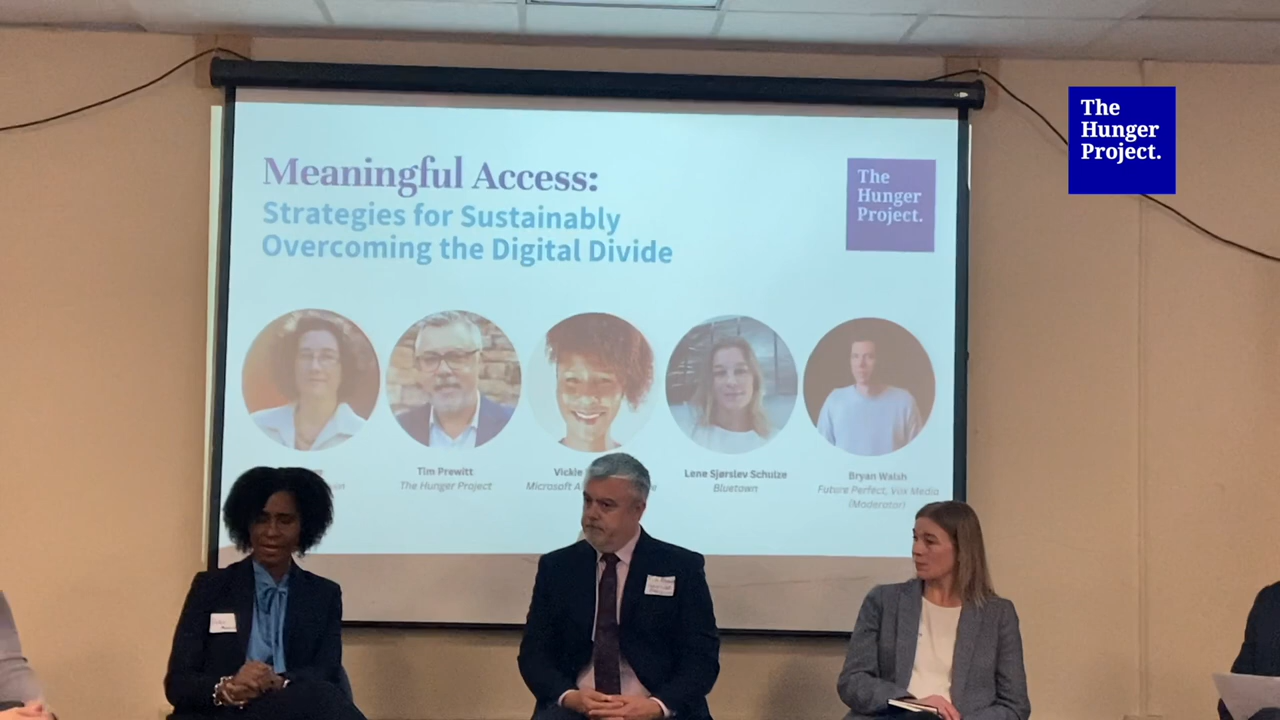 The
Hunger
Project.
Meaningful Access:
Strategies for Sustainably
Overcoming the Digital Divide
The
Hunger
Project.
Tim Prewitt
The Hunger Project
Vickie
Microsoft
Lene Sjørslev Schulze
Bluetown
Bryan Walsh
Future Perfect, Vox Media
(Moderator)